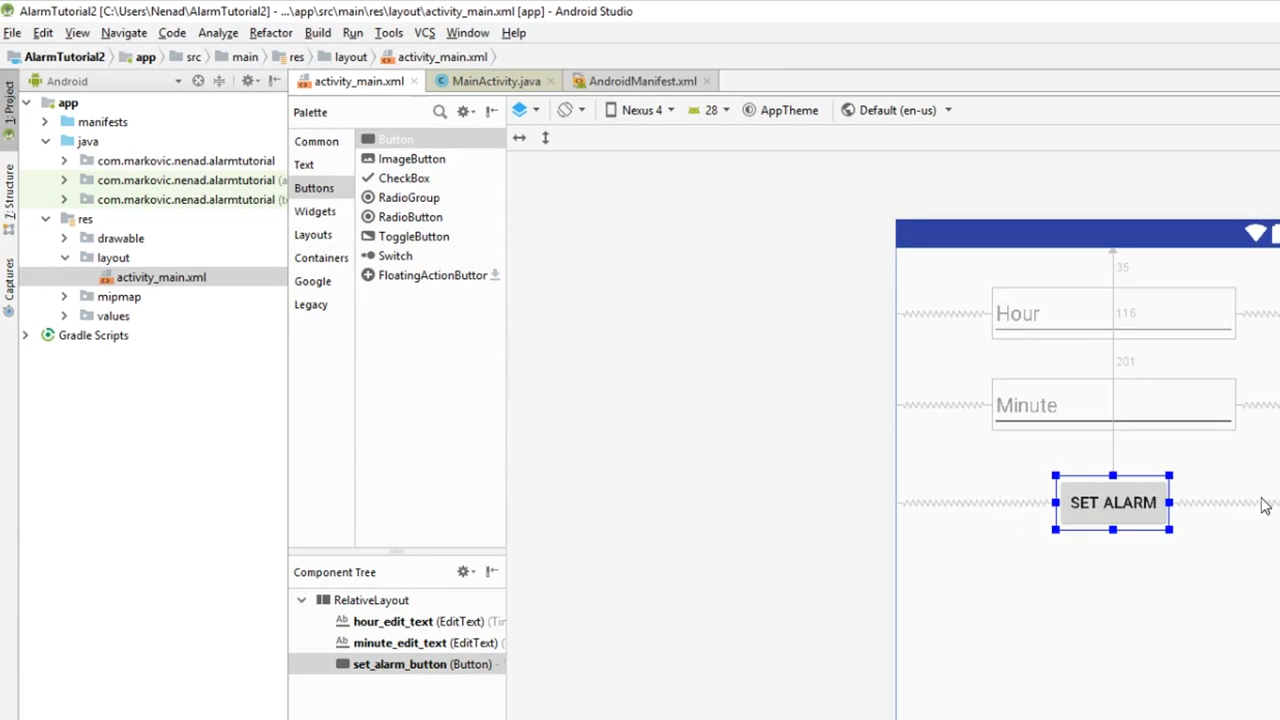 AlarmTutorial2 [C:\Users\Nenad\AlarmTutorial2] - ...\app\src\main\res\layout\activity_main.xml [app] - Android Studio
File Edit View Navigate Code Analyze Refactor Build Run Tools VCS Window Help
AlarmTutorial2 app src main res layout activity_main.xml
1: Project
Z: Structure
Captures
Android
app
manifests
java
com.markovic.nenad.alarmtutorial
com.markovic.nenad.alarmtutorial (a
com.markovic.nenad.alarmtutorial (t
res
drawable
layout
activity_main.xml
mipmap
values
Gradle Scripts
activity_main.xml MainActivity.java AndroidManifest.xml
Palette
Common
Text
Buttons
Widgets
Layouts
Containers
Google
Legacy
Button
ImageButton
CheckBox
RadioGroup
RadioButton
ToggleButton
Switch
FloatingActionButtor
Nexus 4 28 AppTheme Default (en-us)
35
Hour
116
201
Minute
SET ALARM
Component Tree
RelativeLayout
Ab hour_edit_text (EditText) (Tir
Ab minute_edit_text (EditText) (
set_alarm_button (Button) -